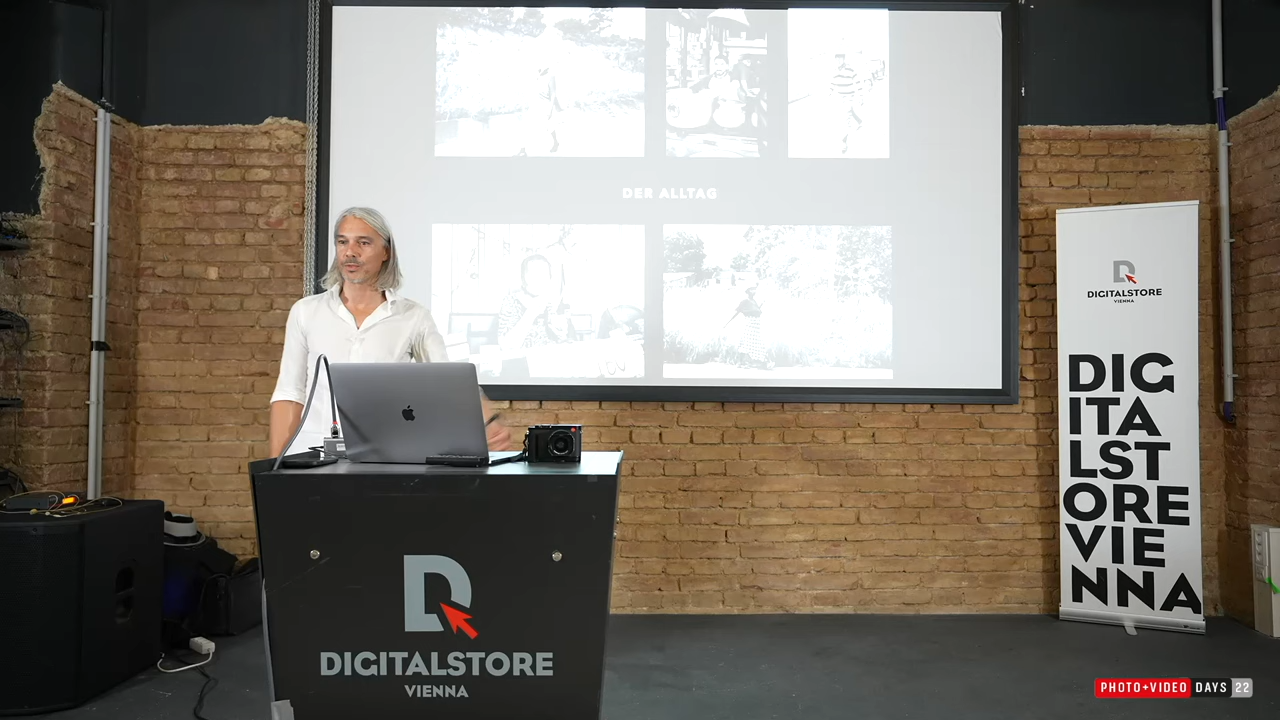 DER ALLTAG
DIGITALSTORE
VIENNA
DIG
ITA
LST
ORE
VIE
NNA
DIGITALSTORE
VIENNA
PHOTO+VIDEO DAYS 22